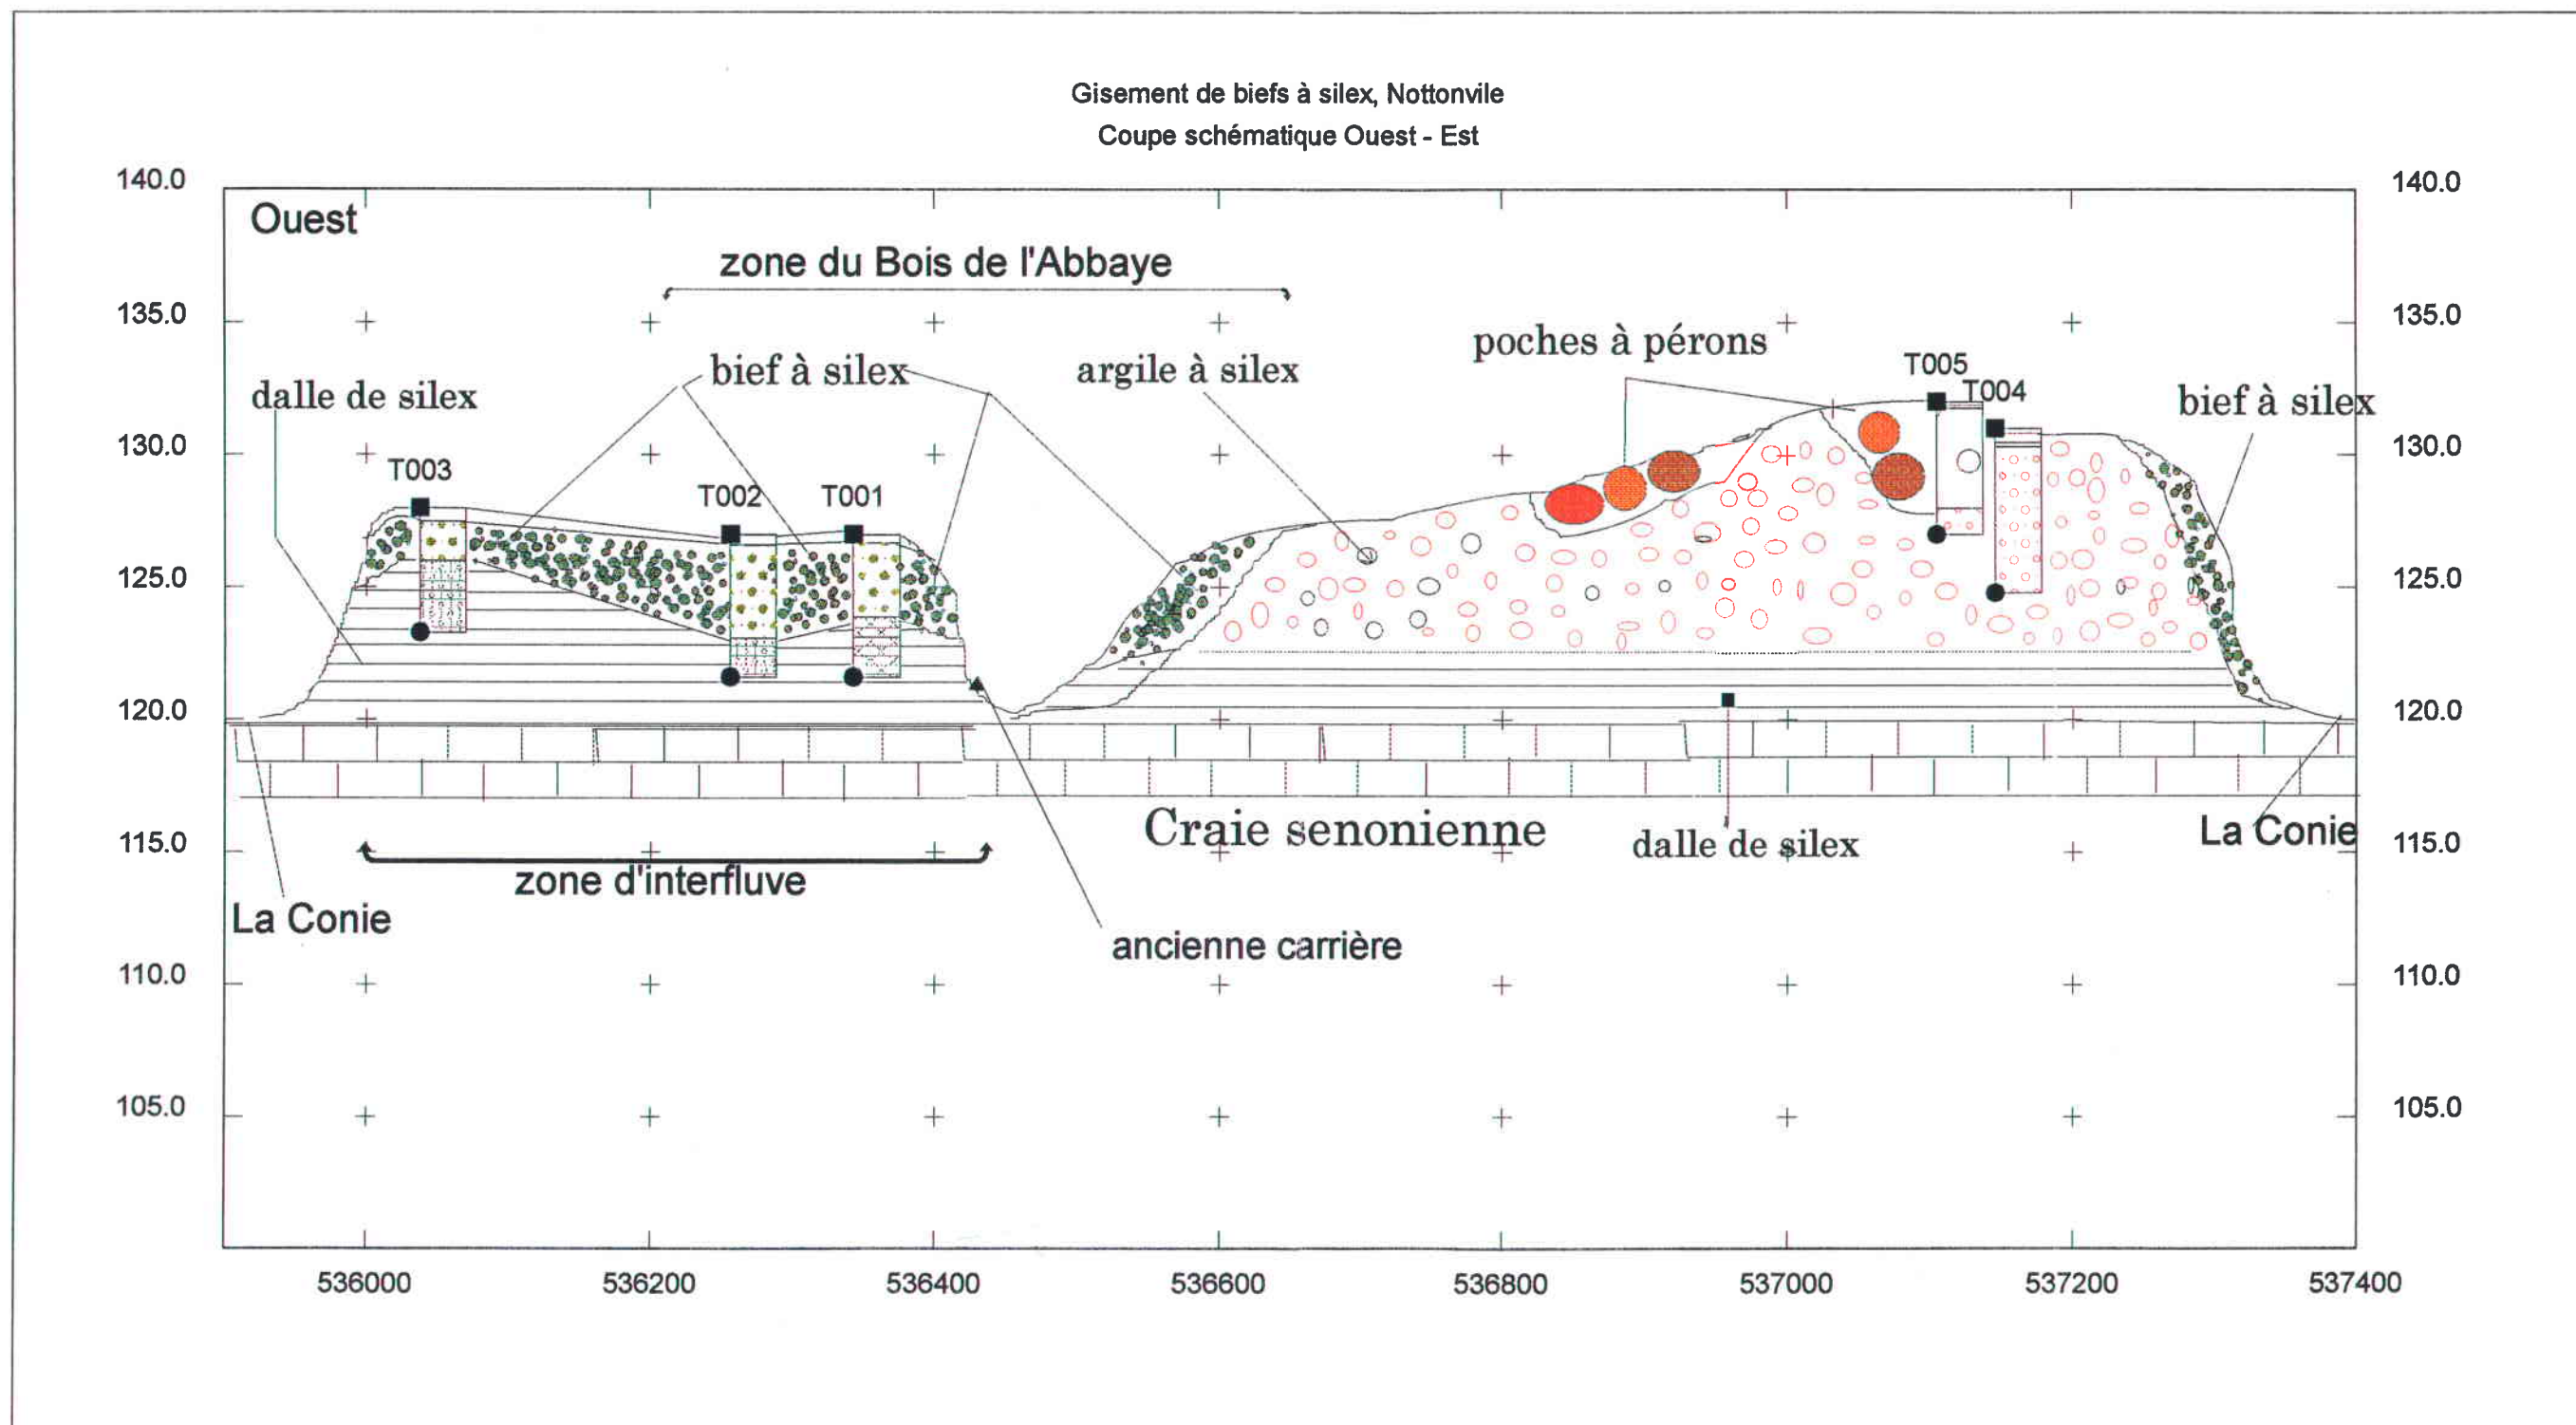 Gisement de biefs à silex, Nottonvile
Coupe schématique Ouest - Est
140.0
140.0
Ouest
zone du Bois de l'Abbaye
135.0
135.0
poches à pérons
bief à silex
argile à silex
T005
dalle de silex
T004
bief à silex
130.0
130.0
T003
T002
T001
125.0
125.0
120.0
120.0
Craie senonienne
La Conie
115.0
dalle de silex
115.0
zone d'interfluve
La Conie
ancienne carrière
110.0
110.0
105.0
105.0
536000
536200
536400
536600
536800
537000
537200
537400